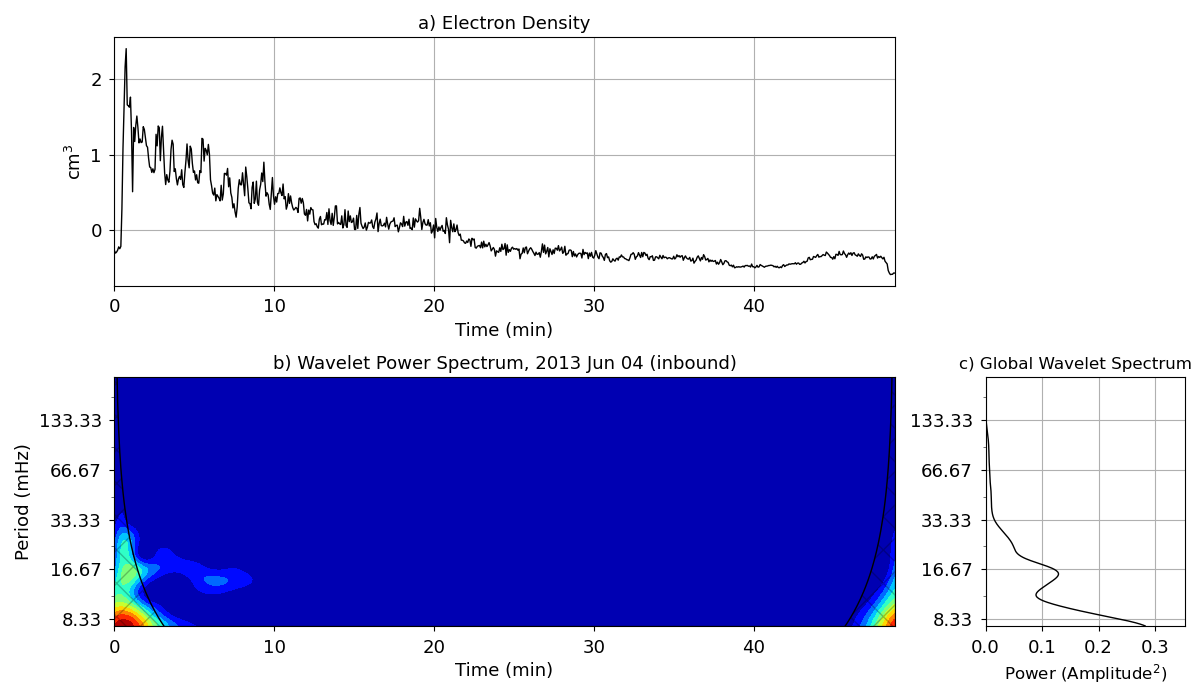 a) Electron Density
2
1
0
cm³
0 10 20 30 40
Time (min)
b) Wavelet Power Spectrum, 2013 Jun 04 (inbound)
133.33
66.67
33.33
16.67
8.33
Period (mHz)
0 10 20 30 40
Time (min)
c) Global Wavelet Spectrum
133.33
66.67
33.33
16.67
8.33
0.0 0.1 0.2 0.3
Power (Amplitude²)